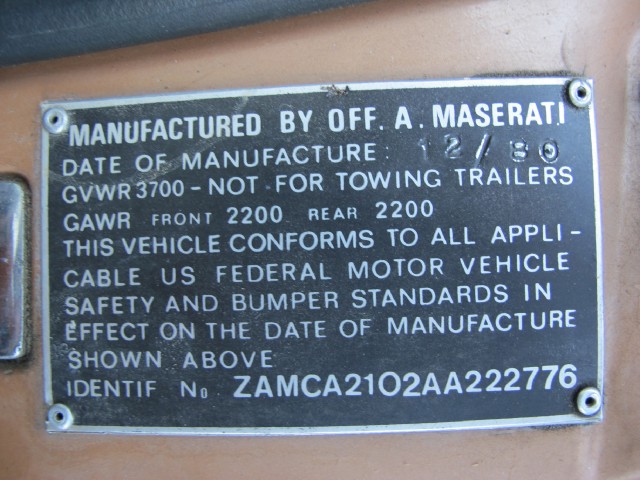 MANUFACTURED BY OFF. A. MASERATI
DATE OF MANUFACTURE: 12/80
GVWR 3700 - NOT FOR TOWING TRAILERS
GAWR FRONT 2200 REAR 2200
THIS VEHICLE CONFORMS TO ALL APPLI-
CABLE US FEDERAL MOTOR VEHICLE
SAFETY AND BUMPER STANDARDS IN
EFFECT ON THE DATE OF MANUFACTURE
SHOWN ABOVE
IDENTIF No ZAMCA2102AA222776